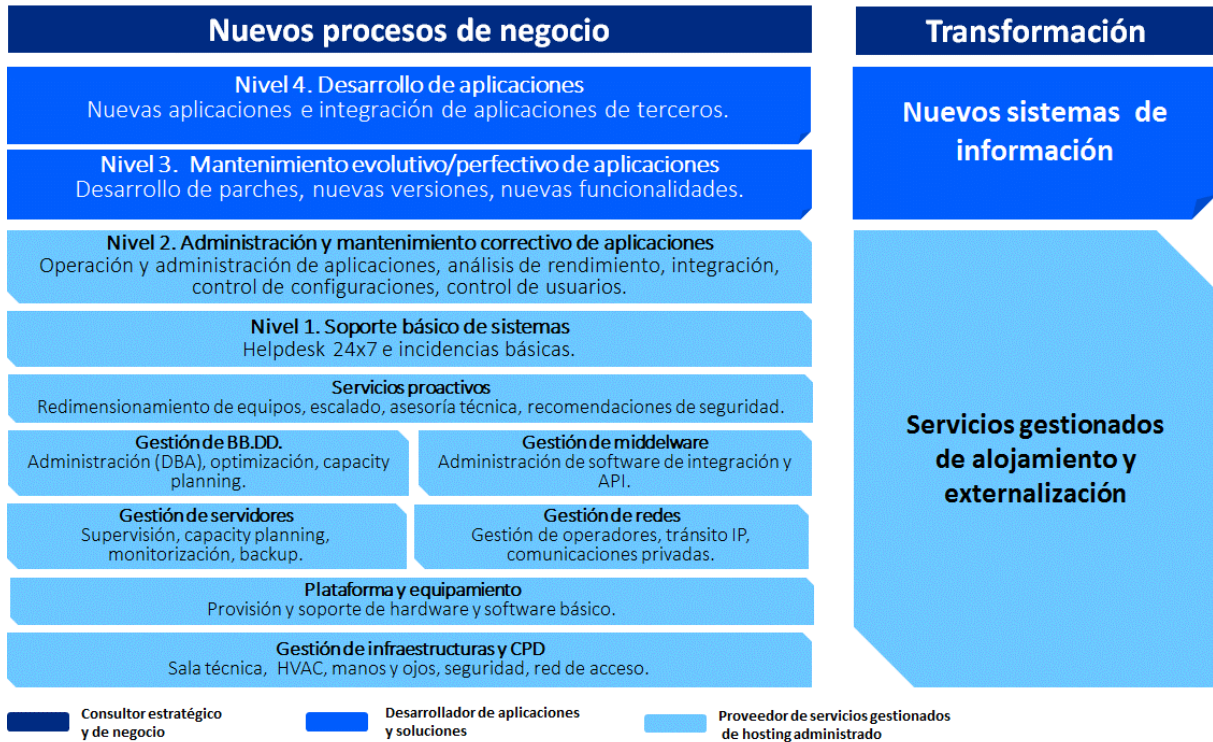 Nuevos procesos de negocio
Transformación
Nivel 4. Desarrollo de aplicaciones
Nuevas aplicaciones e integración de aplicaciones de terceros.
Nivel 3. Mantenimiento evolutivo/perfectivo de aplicaciones
Desarrollo de parches, nuevas versiones, nuevas funcionalidades.
Nuevos sistemas de
información
Nivel 2. Administración y mantenimiento correctivo de aplicaciones
Operación y administración de aplicaciones, análisis de rendimiento, integración,
control de configuraciones, control de usuarios.
Nivel 1. Soporte básico de sistemas
Helpdesk 24x7 e incidencias básicas.
Servicios proactivos
Redimensionamiento de equipos, escalado, asesoría técnica, recomendaciones de seguridad.
Gestión de BB.DD.
Administración (DBA), optimización, capacity
planning.
Gestión de middelware
Administración de software de integración y
API.
Gestión de servidores
Supervisión, capacity planning,
monitorización, backup.
Gestión de redes
Gestión de operadores, tránsito IP,
comunicaciones privadas.
Plataforma y equipamiento
Provisión y soporte de hardware y software básico.
Gestión de infraestructuras y CPD
Sala técnica, HVAC, manos y ojos, seguridad, red de acceso.
Servicios gestionados
de alojamiento y
externalización
Consultor estratégico
y de negocio
Desarrollador de aplicaciones
y soluciones
Proveedor de servicios gestionados
de hosting administrado